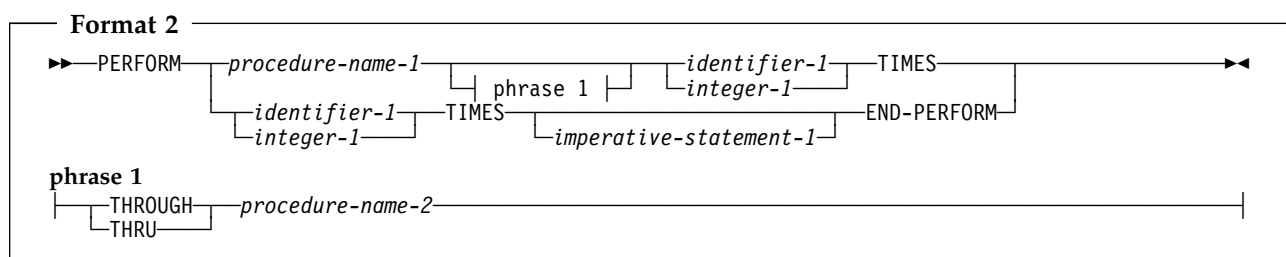 Format 2
PERFORM procedure-name-1 phrase 1 identifier-1 TIMES
integer-1
identifier-1 TIMES imperative-statement-1 END-PERFORM
integer-1
phrase 1
THROUGH procedure-name-2
THRU